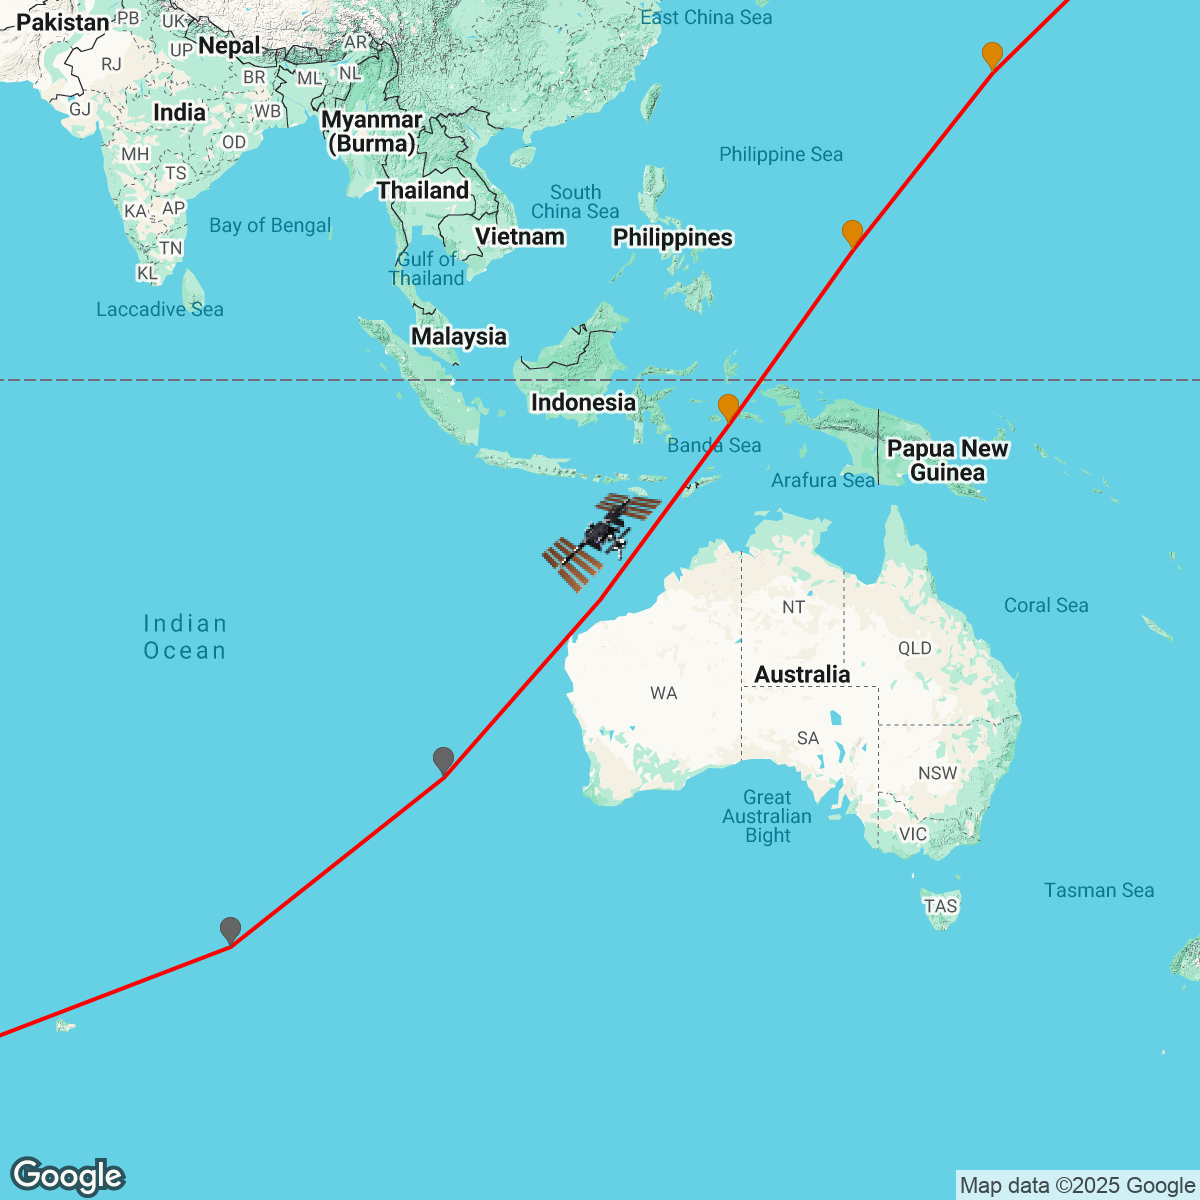 East China Sea
Pakistan
PB
UK
AR
Nepal
UP
RJ
NL
BR
ML
GJ
India
WB
Myanmar
(Burma)
OD
MH
Philippine Sea
TS
Thailand
South
China Sea
KA
AP
Bay of Bengal
Vietnam
Philippines
TN
Gulf of
Thailand
KL
Laccadive Sea
Malaysia
Indonesia
Banda Sea
Papua New
Guinea
Arafura Sea
Coral Sea
NT
Indian
Ocean
QLD
Australia
WA
SA
NSW
Great
Australian
Bight
VIC
Tasman Sea
TAS
Google
Map data ©2025 Google